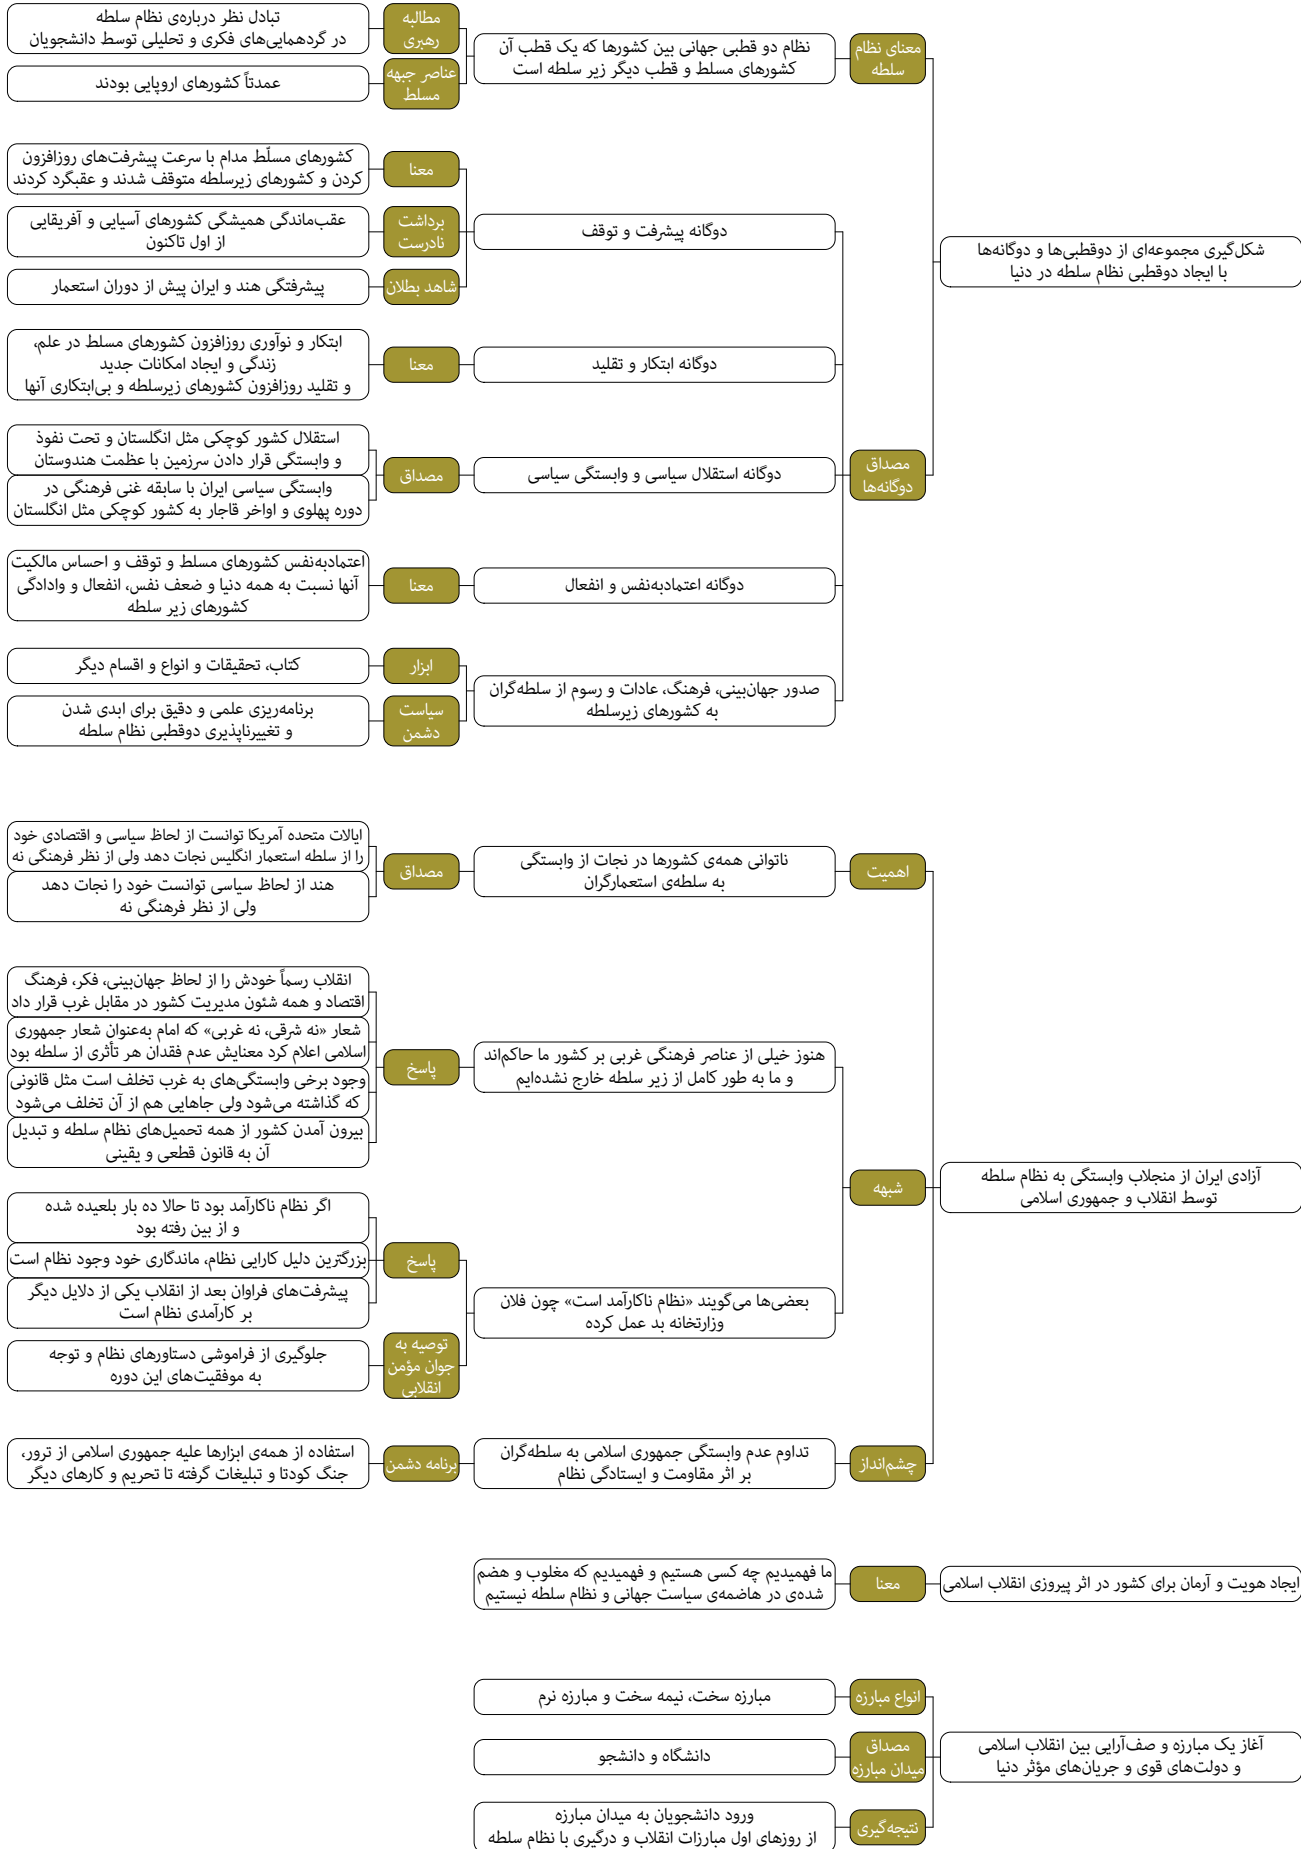 شکل‌گیری مجموعه‌ای از دوقطبی‌ها و دوگانه‌ها
با ایجاد دوقطبی نظام سلطه در دنیا
معنای نظام
سلطه
نظام دو قطبی جهانی بین کشورها که یک قطب آن
کشورهای مسلط و قطب دیگر زیر سلطه است
مطالبه
رهبری
تبادل نظر درباره‌ی نظام سلطه
در گردهمایی‌های فکری و تحلیلی توسط دانشجویان
عناصر جبهه
مسلط
عمدتاً کشورهای اروپایی بودند
مصداق
دوگانه‌ها
دوگانه پیشرفت و توقف
معنا
کشورهای مسلّط مدام با سرعت پیشرفت‌های روزافزون
کردن و کشورهای زیرسلطه متوقف شدند و عقبگرد کردند
برداشت
نادرست
عقب‌ماندگی همیشگی کشورهای آسیایی و آفریقایی
از اول تاکنون
شاهد بطلان
پیشرفتگی هند و ایران پیش از دوران استعمار
دوگانه ابتکار و تقلید
معنا
ابتکار و نوآوری روزافزون کشورهای مسلط در علم،
زندگی و ایجاد امکانات جدید
و تقلید روزافزون کشورهای زیرسلطه و بی‌ابتکاری آنها
دوگانه استقلال سیاسی و وابستگی سیاسی
مصداق
استقلال کشور کوچکی مثل انگلستان و تحت نفوذ
و وابستگی قرار دادن سرزمین با عظمت هندوستان
وابستگی سیاسی ایران با سابقه غنی فرهنگی در
دوره پهلوی و اواخر قاجار به کشور کوچکی مثل انگلستان
دوگانه اعتمادبه‌نفس و انفعال
معنا
اعتمادبه‌نفس کشورهای مسلط و توقف و احساس مالکیت
آنها نسبت به همه دنیا و ضعف نفس، انفعال و وادادگی
کشورهای زیر سلطه
صدور جهان‌بینی، فرهنگ، عادات و رسوم از سلطه‌گران
به کشورهای زیرسلطه
ابزار
کتاب، تحقیقات و انواع و اقسام دیگر
سیاست
دشمن
برنامه‌ریزی علمی و دقیق برای ابدی شدن
و تغییرناپذیری دوقطبی نظام سلطه
آزادی ایران از منجلاب وابستگی به نظام سلطه
توسط انقلاب و جمهوری اسلامی
اهمیت
ناتوانی همه‌ی کشورها در نجات از وابستگی
به سلطه‌ی استعمارگران
مصداق
ایالات متحده آمریکا توانست از لحاظ سیاسی و اقتصادی خود
را از سلطه استعمار انگلیس نجات دهد ولی از نظر فرهنگی نه
هند از لحاظ سیاسی توانست خود را نجات دهد
ولی از نظر فرهنگی نه
شبهه
هنوز خیلی از عناصر فرهنگی غربی بر کشور ما حاکم‌اند
و ما به طور کامل از زیر سلطه خارج نشده‌ایم
پاسخ
انقلاب رسماً خودش را از لحاظ جهان‌بینی، فکر، فرهنگ
اقتصاد و همه شئون مدیریت کشور در مقابل غرب قرار داد
شعار «نه شرقی، نه غربی» که امام به‌عنوان شعار جمهوری
اسلامی اعلام کرد معنایش عدم فقدان هر تأثری از سلطه بود
وجود برخی وابستگی‌های به غرب تخلف است مثل قانونی
که گذاشته می‌شود ولی جاهایی هم از آن تخلف می‌شود
بیرون آمدن کشور از همه تحمیل‌های نظام سلطه و تبدیل
آن به قانون قطعی و یقینی
بعضی‌ها می‌گویند «نظام ناکارآمد است» چون فلان
وزارتخانه بد عمل کرده
پاسخ
اگر نظام ناکارآمد بود تا حالا ده بار بلعیده شده
و از بین رفته بود
بزرگترین دلیل کارایی نظام، ماندگاری خود وجود نظام است
پیشرفت‌های فراوان بعد از انقلاب یکی از دلایل دیگر
بر کارآمدی نظام است
توصیه به
جوان مؤمن
انقلابی
جلوگیری از فراموشی دستاورهای نظام و توجه
به موفقیت‌های این دوره
چشم‌انداز
تداوم عدم وابستگی جمهوری اسلامی به سلطه‌گران
بر اثر مقاومت و ایستادگی نظام
برنامه دشمن
استفاده از همه‌ی ابزارها علیه جمهوری اسلامی از ترور،
جنگ کودتا و تبلیغات گرفته تا تحریم و کارهای دیگر
ایجاد هویت و آرمان برای کشور در اثر پیروزی انقلاب اسلامی
معنا
ما فهمیدیم چه کسی هستیم و فهمیدیم که مغلوب و هضم
شده‌ی در هاضمه‌ی سیاست جهانی و نظام سلطه نیستیم
آغاز یک مبارزه و صف‌آرایی بین انقلاب اسلامی
و دولت‌های قوی و جریان‌های مؤثر دنیا
انواع مبارزه
مبارزه سخت، نیمه سخت و مبارزه نرم
مصداق
میدان مبارزه
دانشگاه و دانشجو
نتیجه‌گیری
ورود دانشجویان به میدان مبارزه
از روزهای اول مبارزات انقلاب و درگیری با نظام سلطه